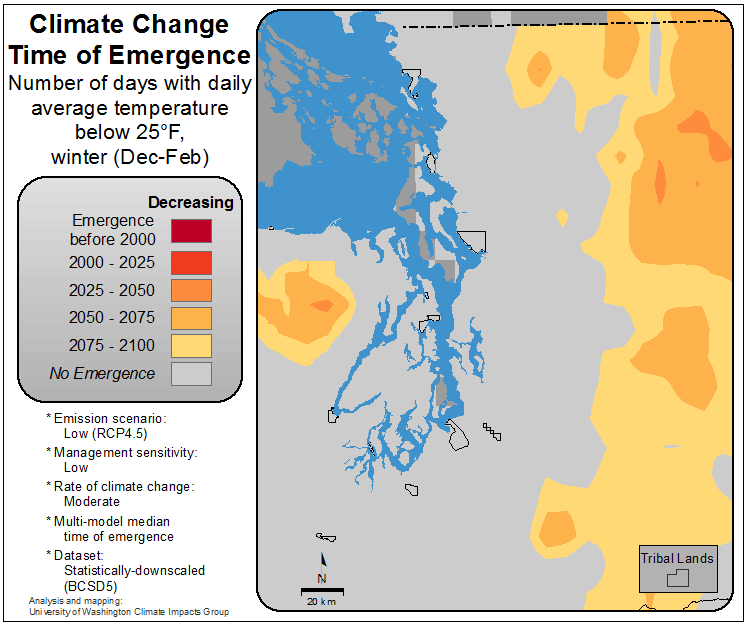 Climate Change
Time of Emergence
Number of days with daily
average temperature
below 25°F,
winter (Dec-Feb)
Decreasing
Emergence
before 2000
2000 - 2025
2025 - 2050
2050 - 2075
2075 - 2100
No Emergence
* Emission scenario:
Low (RCP4.5)
* Management sensitivity:
Low
* Rate of climate change:
Moderate
* Multi-model median
time of emergence
* Dataset:
Statistically-downscaled
(BCSD5)
Analysis and mapping:
University of Washington Climate Impacts Group
N
20 km
Tribal Lands